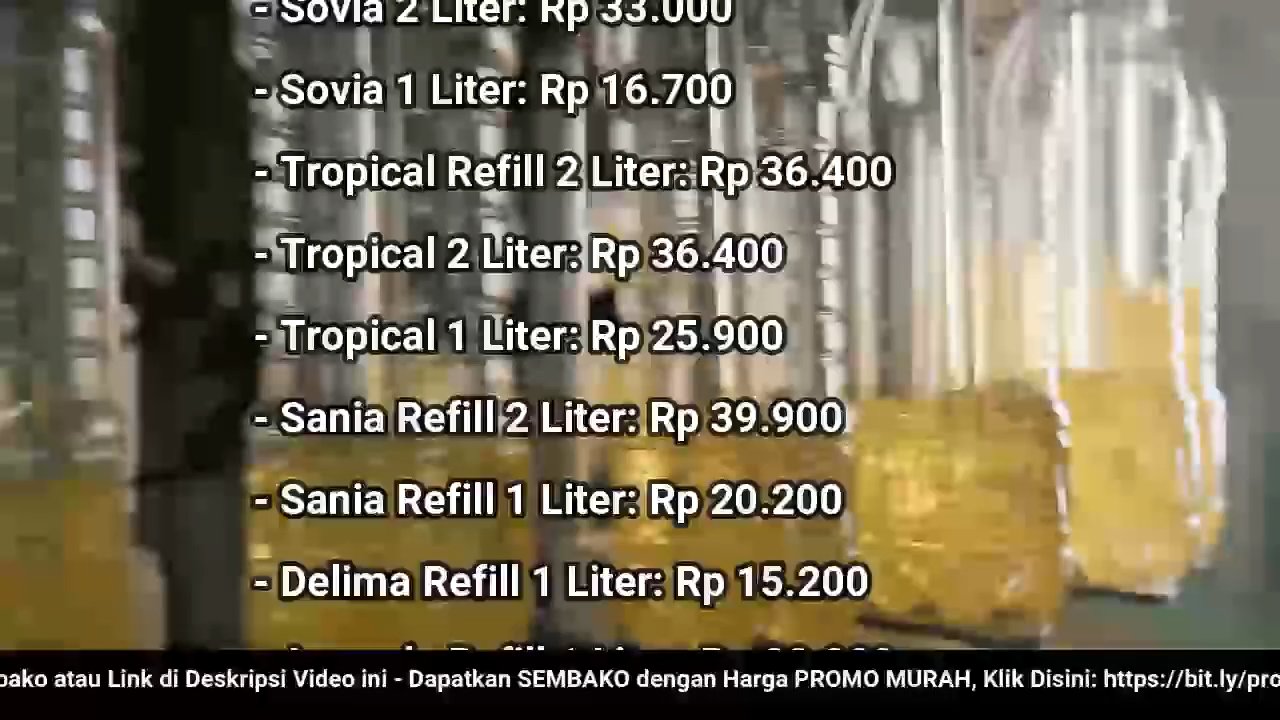 - Sovia 2 Liter: Rp 33.000
- Sovia 1 Liter: Rp 16.700
- Tropical Refill 2 Liter: Rp 36.400
- Tropical 2 Liter: Rp 36.400
- Tropical 1 Liter: Rp 25.900
- Sania Refill 2 Liter: Rp 39.900
- Sania Refill 1 Liter: Rp 20.200
- Delima Refill 1 Liter: Rp 15.200
atau Link di Deskripsi Video ini - Dapatkan SEMBAKO dengan Harga PROMO MURAH, Klik Disini: https://bit.ly/pro